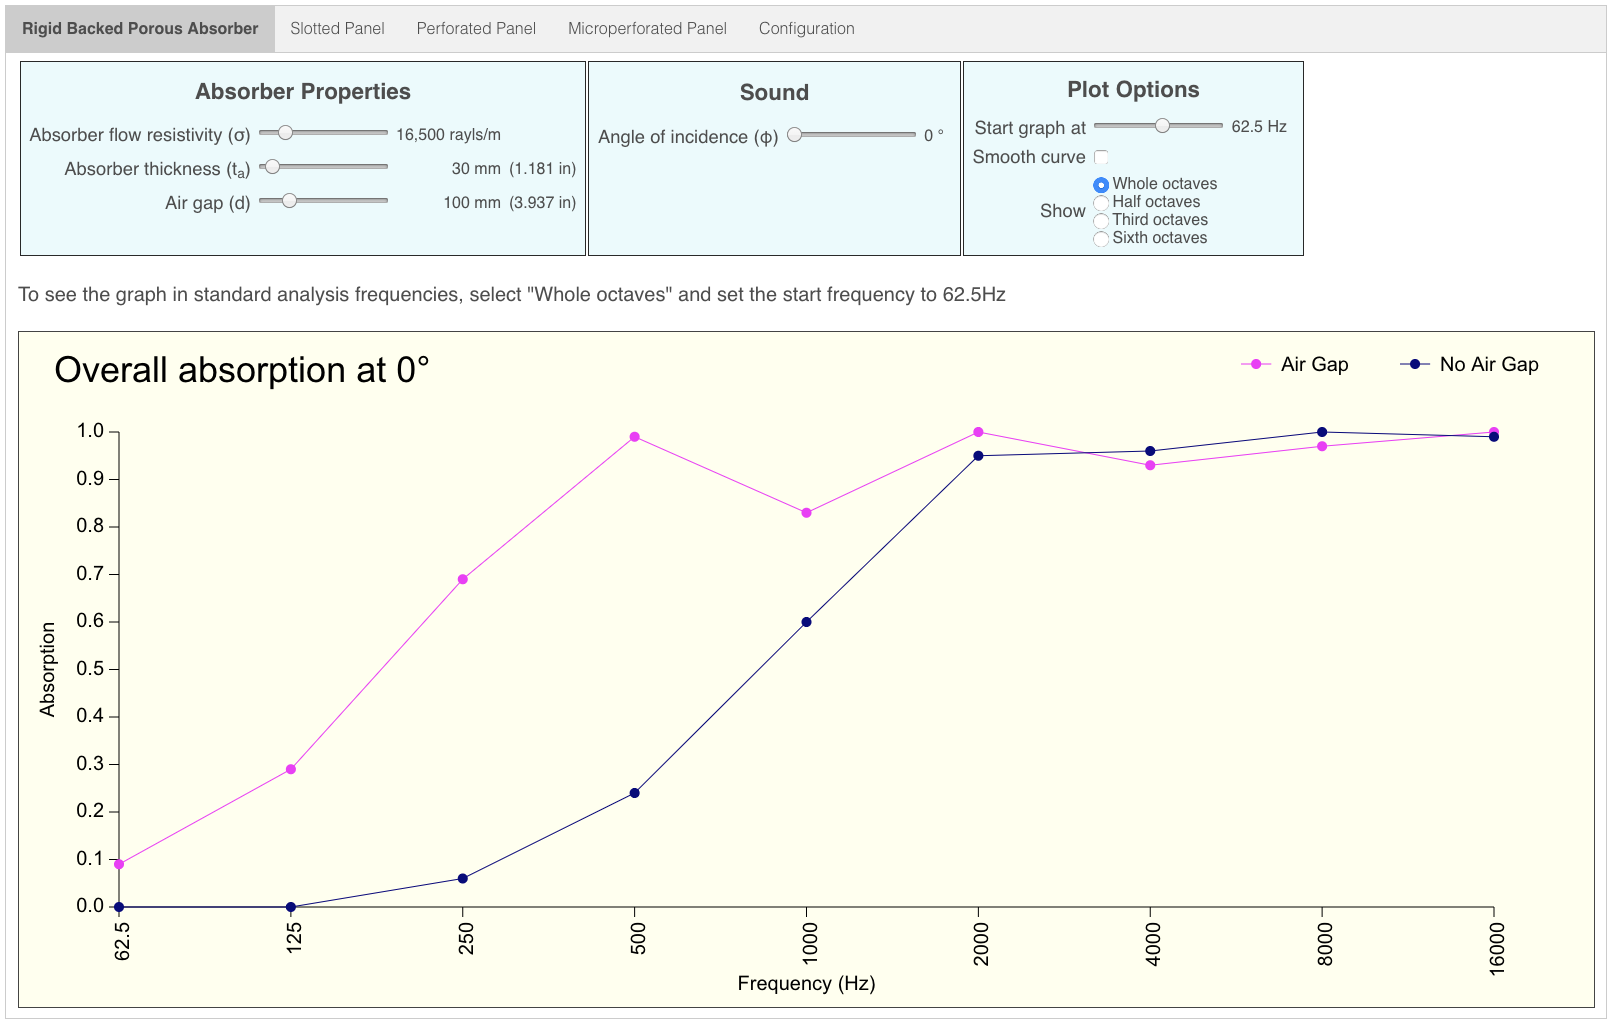 Rigid Backed Porous Absorber Slotted Panel Perforated Panel Microperforated Panel Configuration
Absorber Properties
Absorber flow resistivity (σ) 16,500 rayls/m
Absorber thickness (ta) 30 mm (1.181 in)
Air gap (d) 100 mm (3.937 in)
Sound
Angle of incidence (φ) 0 °
Plot Options
Start graph at 62.5 Hz
Smooth curve
Show
Whole octaves
Half octaves
Third octaves
Sixth octaves
To see the graph in standard analysis frequencies, select "Whole octaves" and set the start frequency to 62.5Hz
Overall absorption at 0°
Air Gap No Air Gap
Absorption
1.0
0.9
0.8
0.7
0.6
0.5
0.4
0.3
0.2
0.1
0.0
62.5 125 250 500 1000 2000 4000 8000 16000
Frequency (Hz)